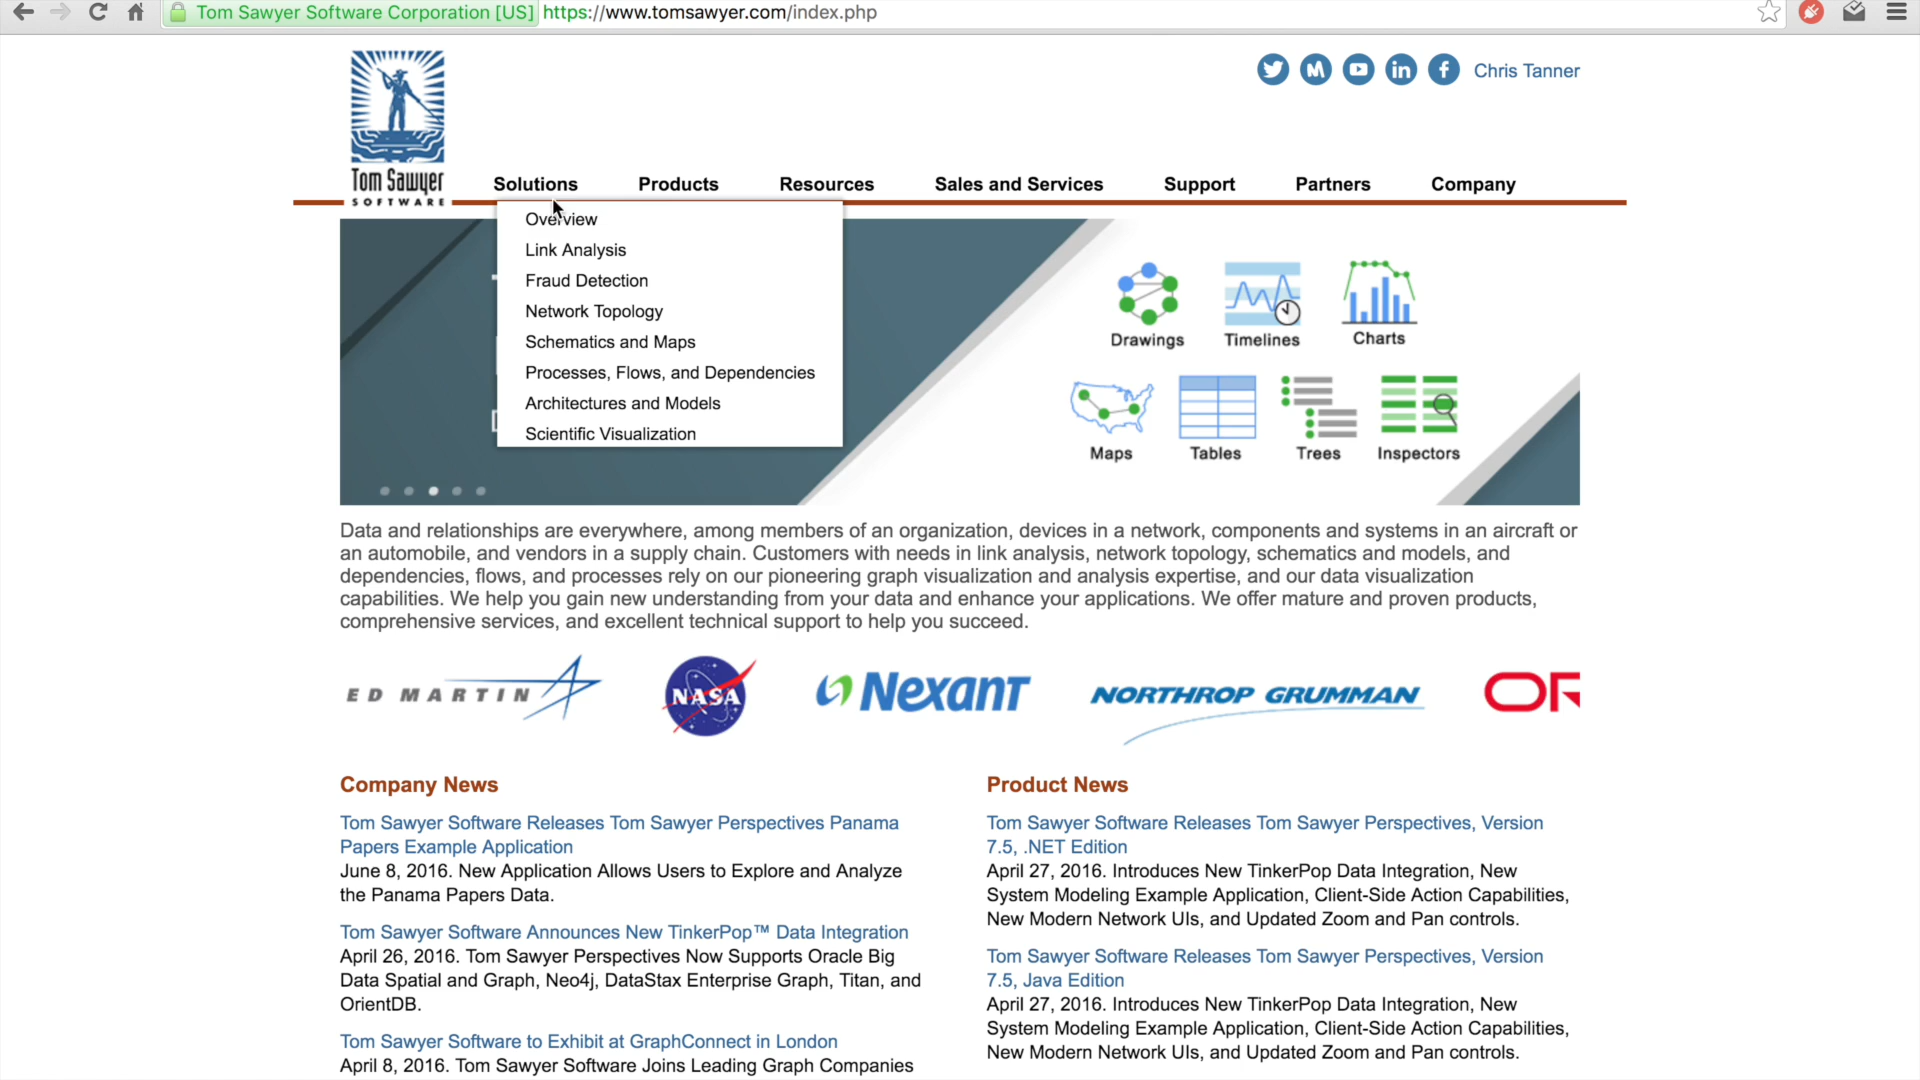 Tom Sawyer Software Corporation [US] https://www.tomsawyer.com/index.php
Chris Tanner
Tom Sawyer
SOFTWARE
Solutions Products Resources Sales and Services Support Partners Company
Overview
Link Analysis
Fraud Detection
Network Topology
Schematics and Maps
Processes, Flows, and Dependencies
Architectures and Models
Scientific Visualization
Drawings Timelines Charts
Maps Tables Trees Inspectors
Data and relationships are everywhere, among members of an organization, devices in a network, components and systems in an aircraft or
an automobile, and vendors in a supply chain. Customers with needs in link analysis, network topology, schematics and models, and
dependencies, flows, and processes rely on our pioneering graph visualization and analysis expertise, and our data visualization
capabilities. We help you gain new understanding from your data and enhance your applications. We offer mature and proven products,
comprehensive services, and excellent technical support to help you succeed.
ED MARTIN NASA Nexant NORTHROP GRUMMAN OR
Company News
Tom Sawyer Software Releases Tom Sawyer Perspectives Panama
Papers Example Application
June 8, 2016. New Application Allows Users to Explore and Analyze
the Panama Papers Data.
Tom Sawyer Software Announces New TinkerPop™ Data Integration
April 26, 2016. Tom Sawyer Perspectives Now Supports Oracle Big
Data Spatial and Graph, Neo4j, DataStax Enterprise Graph, Titan, and
OrientDB.
Tom Sawyer Software to Exhibit at GraphConnect in London
April 8, 2016. Tom Sawyer Software Joins Leading Graph Companies
Product News
Tom Sawyer Software Releases Tom Sawyer Perspectives, Version
7.5, .NET Edition
April 27, 2016. Introduces New TinkerPop Data Integration, New
System Modeling Example Application, Client-Side Action Capabilities,
New Modern Network UIs, and Updated Zoom and Pan controls.
Tom Sawyer Software Releases Tom Sawyer Perspectives, Version
7.5, Java Edition
April 27, 2016. Introduces New TinkerPop Data Integration, New
System Modeling Example Application, Client-Side Action Capabilities,
New Modern Network UIs, and Updated Zoom and Pan controls.